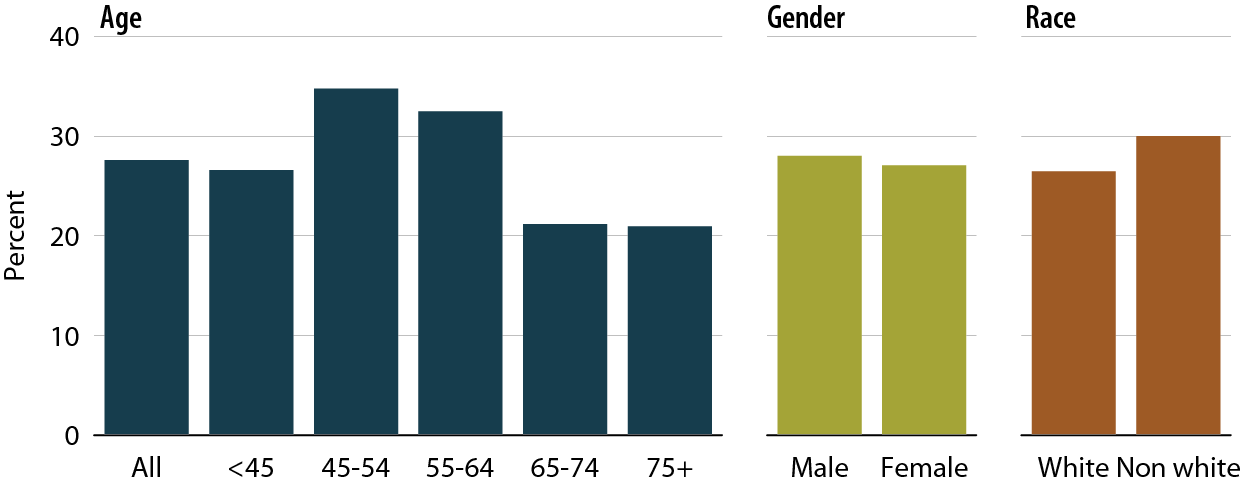 Age
Gender
Race
Percent
40
30
20
10
0
All
<45
45-54
55-64
65-74
75+
Male
Female
White
Non white